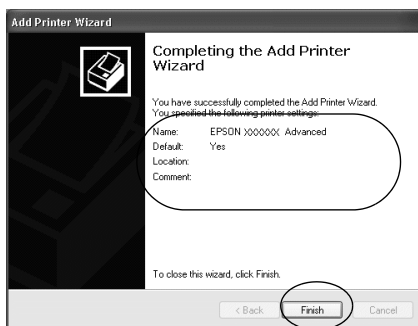 Add Printer Wizard
Completing the Add Printer
Wizard
You have successfully completed the Add Printer Wizard.
You specified the following printer settings:
Name: EPSON XXXXXX Advanced
Default: Yes
Location:
Comment:
To close this wizard, click Finish.
< Back Finish Cancel